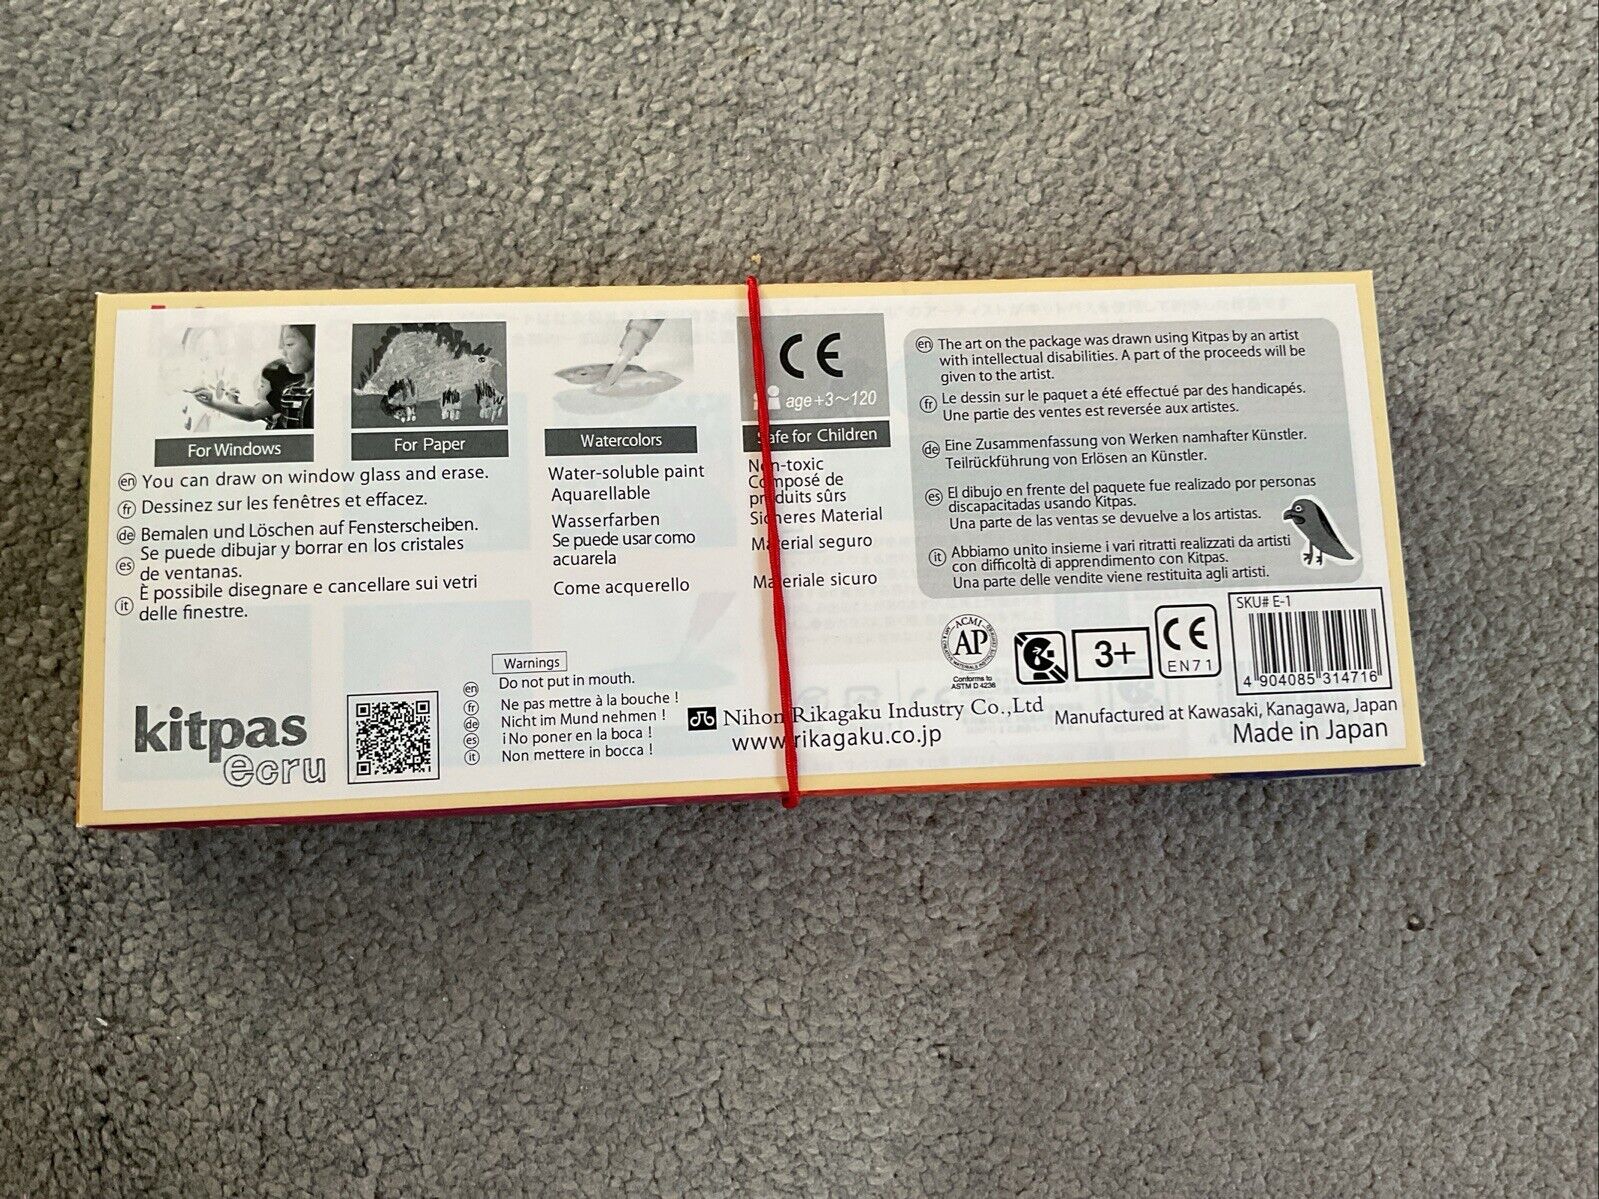 For Windows
en You can draw on window glass and erase.
fr Dessinez sur les fenêtres et effacez.
de Bemalen und Löschen auf Fensterscheiben.
es Se puede dibujar y borrar en los cristales
de ventanas.
it È possibile disegnare e cancellare sui vetri
delle finestre.
For Paper
Watercolors
Water-soluble paint
Aquarellable
Wasserfarben
Se puede usar como
acuarela
Come acquerello
CE
age+3～120
Safe for Children
Non-toxic
Composé de
produits sûrs
Sicheres Material
Material seguro
Materiale sicuro
en The art on the package was drawn using Kitpas by an artist
with intellectual disabilities. A part of the proceeds will be
given to the artist.
fr Le dessin sur le paquet a été effectué par des handicapés.
Une partie des ventes est reversée aux artistes.
de Eine Zusammenfassung von Werken namhafter Künstler.
Teilrückführung von Erlösen an Künstler.
es El dibujo en frente del paquete fue realizado por personas
discapacitadas usando Kitpas.
Una parte de las ventas se devuelve a los artistas.
it Abbiamo unito insieme i vari ritratti realizzati da artisti
con difficoltà di apprendimento con Kitpas.
Una parte delle vendite viene restituita agli artisti.
kitpas
ecru
Warnings
en Do not put in mouth.
fr Ne pas mettre à la bouche !
de Nicht im Mund nehmen !
es ¡No poner en la boca !
it Non mettere in bocca !
Nihon Rikagaku Industry Co.,Ltd
www.rikagaku.co.jp
ACMI
AP
Conforms to
ASTM D 4236
3+
CE
EN71
SKU# E-1
4 904085 314716
Manufactured at Kawasaki, Kanagawa, Japan
Made in Japan